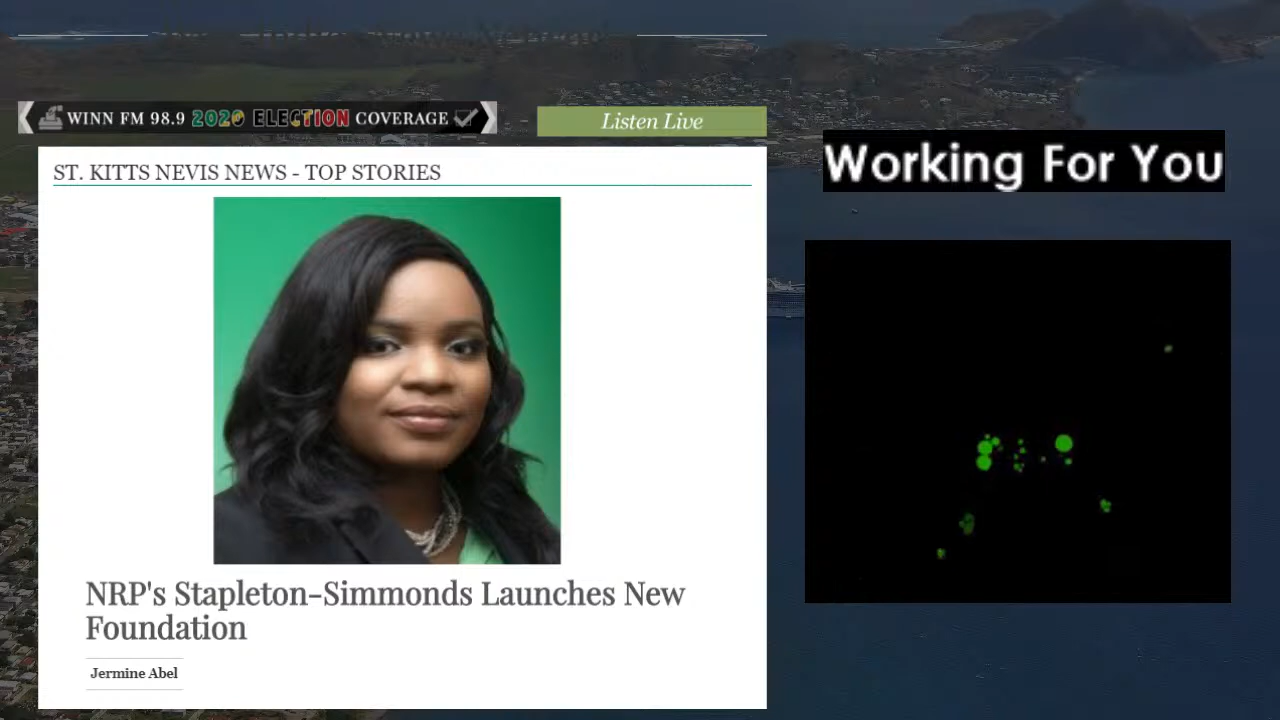 WINN FM 98.9 2020 ELECTION COVERAGE
Listen Live
Working For You
ST. KITTS NEVIS NEWS - TOP STORIES
NRP's Stapleton-Simmonds Launches New
Foundation
Jermine Abel